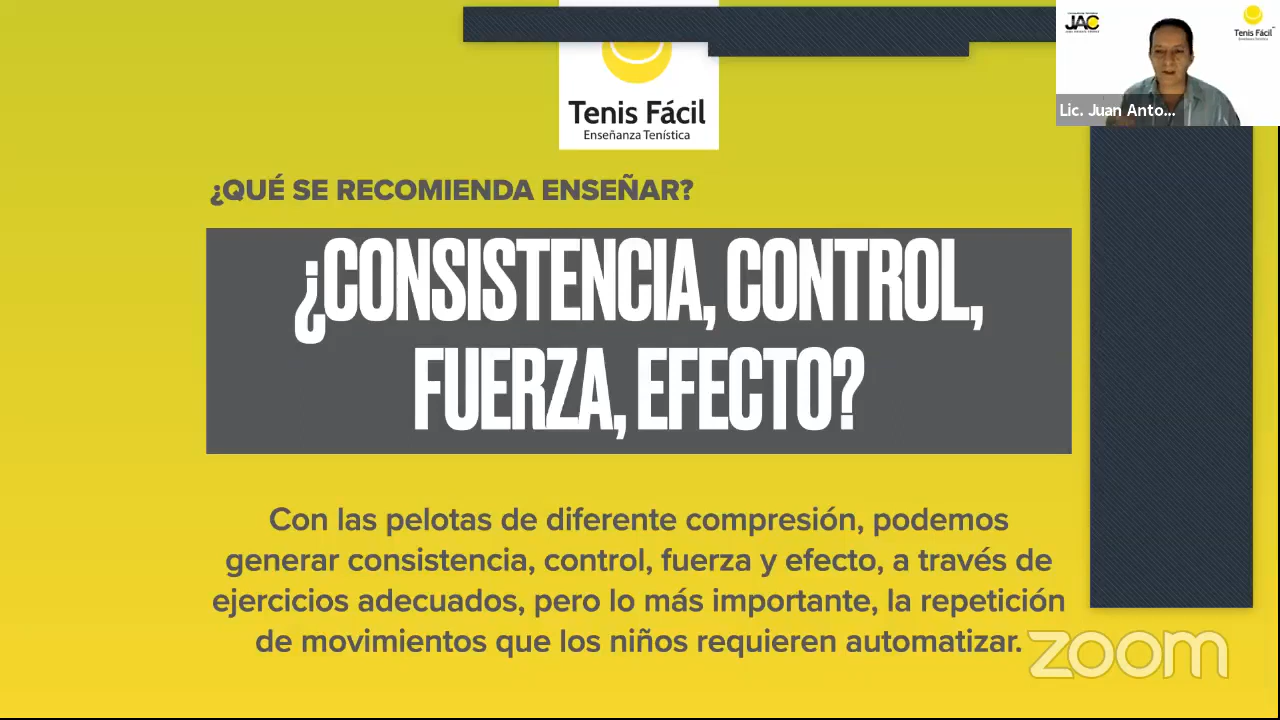 Tenis Fácil
Enseñanza Tenística
JAC
Tenis Fácil
Enseñanza Tenística
Lic. Juan Anto...
¿QUÉ SE RECOMIENDA ENSEÑAR?
¿CONSISTENCIA, CONTROL,
FUERZA, EFECTO?
Con las pelotas de diferente compresión, podemos
generar consistencia, control, fuerza y efecto, a través de
ejercicios adecuados, pero lo más importante, la repetición
de movimientos que los niños requieren automatizar.
zoom